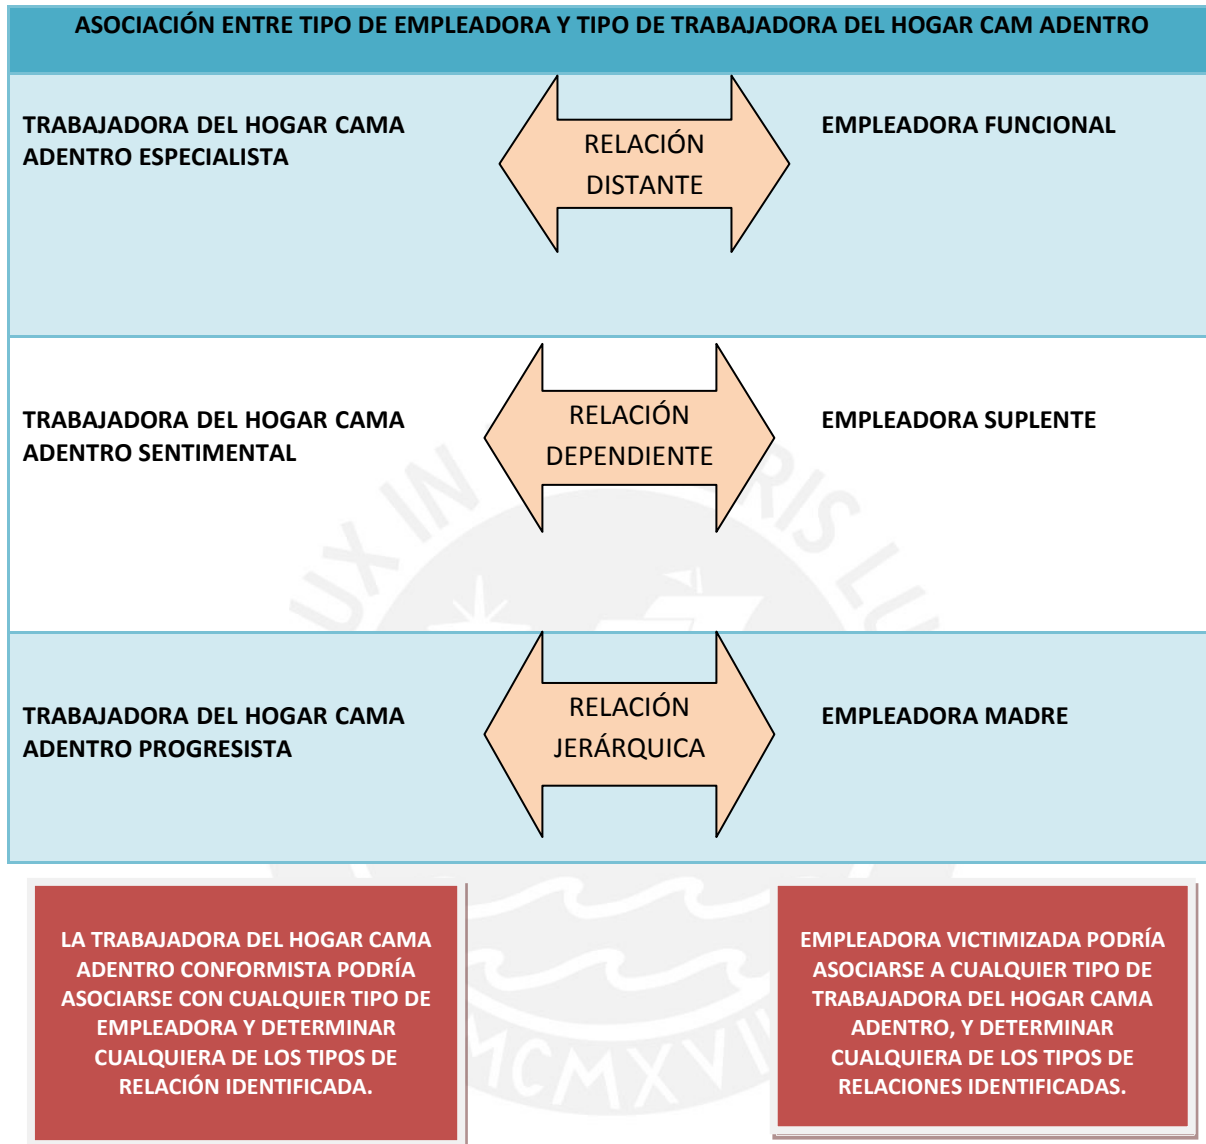 ASOCIACIÓN ENTRE TIPO DE EMPLEADORA Y TIPO DE TRABAJADORA DEL HOGAR CAM ADENTRO
TRABAJADORA DEL HOGAR CAMA
ADENTRO ESPECIALISTA
RELACIÓN
DISTANTE
EMPLEADORA FUNCIONAL
TRABAJADORA DEL HOGAR CAMA
ADENTRO SENTIMENTAL
RELACIÓN
DEPENDIENTE
EMPLEADORA SUPLENTE
TRABAJADORA DEL HOGAR CAMA
ADENTRO PROGRESISTA
RELACIÓN
JERÁRQUICA
EMPLEADORA MADRE
LA TRABAJADORA DEL HOGAR CAMA
ADENTRO CONFORMISTA PODRÍA
ASOCIARSE CON CUALQUIER TIPO DE
EMPLEADORA Y DETERMINAR
CUALQUIERA DE LOS TIPOS DE
RELACIÓN IDENTIFICADA.
EMPLEADORA VICTIMIZADA PODRÍA
ASOCIARSE A CUALQUIER TIPO DE
TRABAJADORA DEL HOGAR CAMA
ADENTRO, Y DETERMINAR
CUALQUIERA DE LOS TIPOS DE
RELACIONES IDENTIFICADAS.